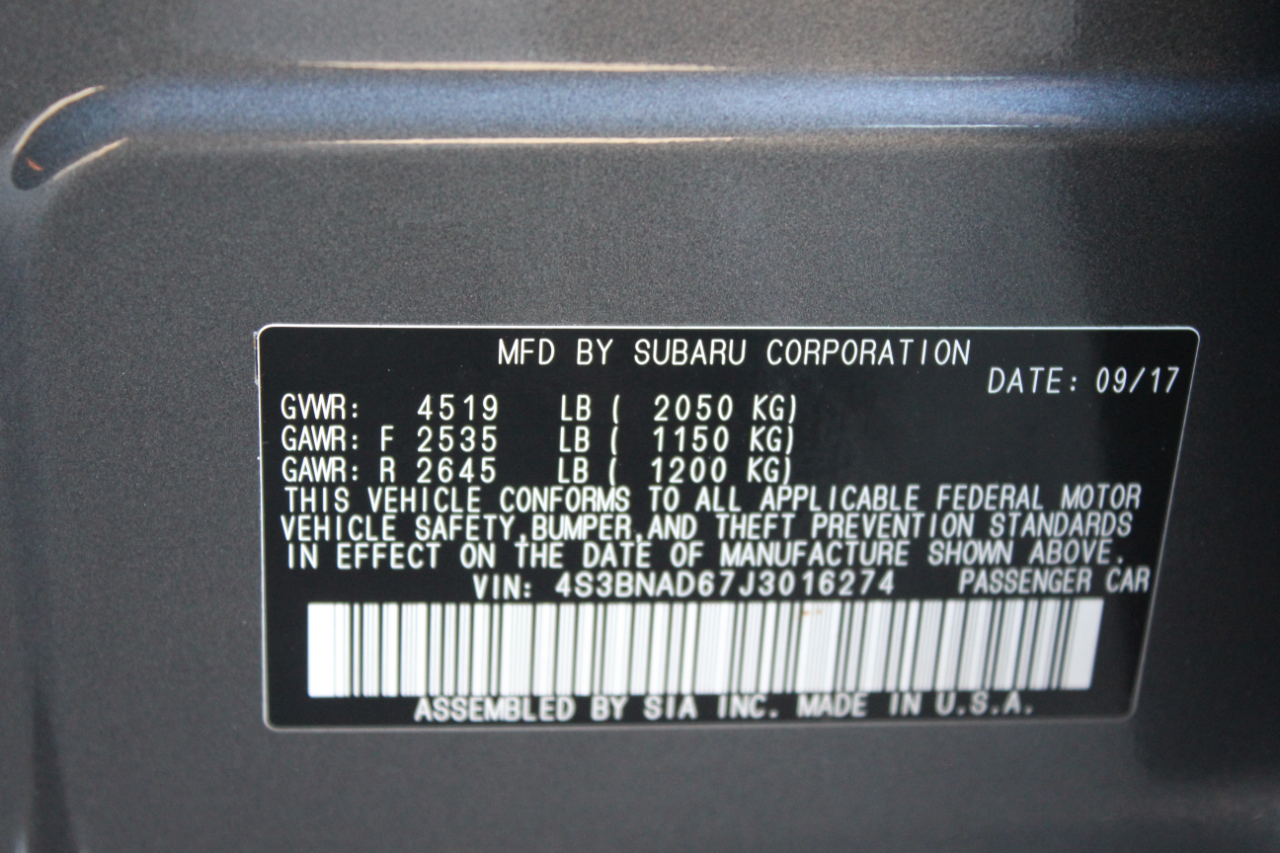 MFD BY SUBARU CORPORATION
DATE: 09/17
GVWR: 4519 LB ( 2050 KG)
GAWR: F 2535 LB ( 1150 KG)
GAWR: R 2645 LB ( 1200 KG)
THIS VEHICLE CONFORMS TO ALL APPLICABLE FEDERAL MOTOR
VEHICLE SAFETY,BUMPER,AND THEFT PREVENTION STANDARDS
IN EFFECT ON THE DATE OF MANUFACTURE SHOWN ABOVE.
VIN: 4S3BNAD67J3016274 PASSENGER CAR
ASSEMBLED BY SIA INC. MADE IN U.S.A.